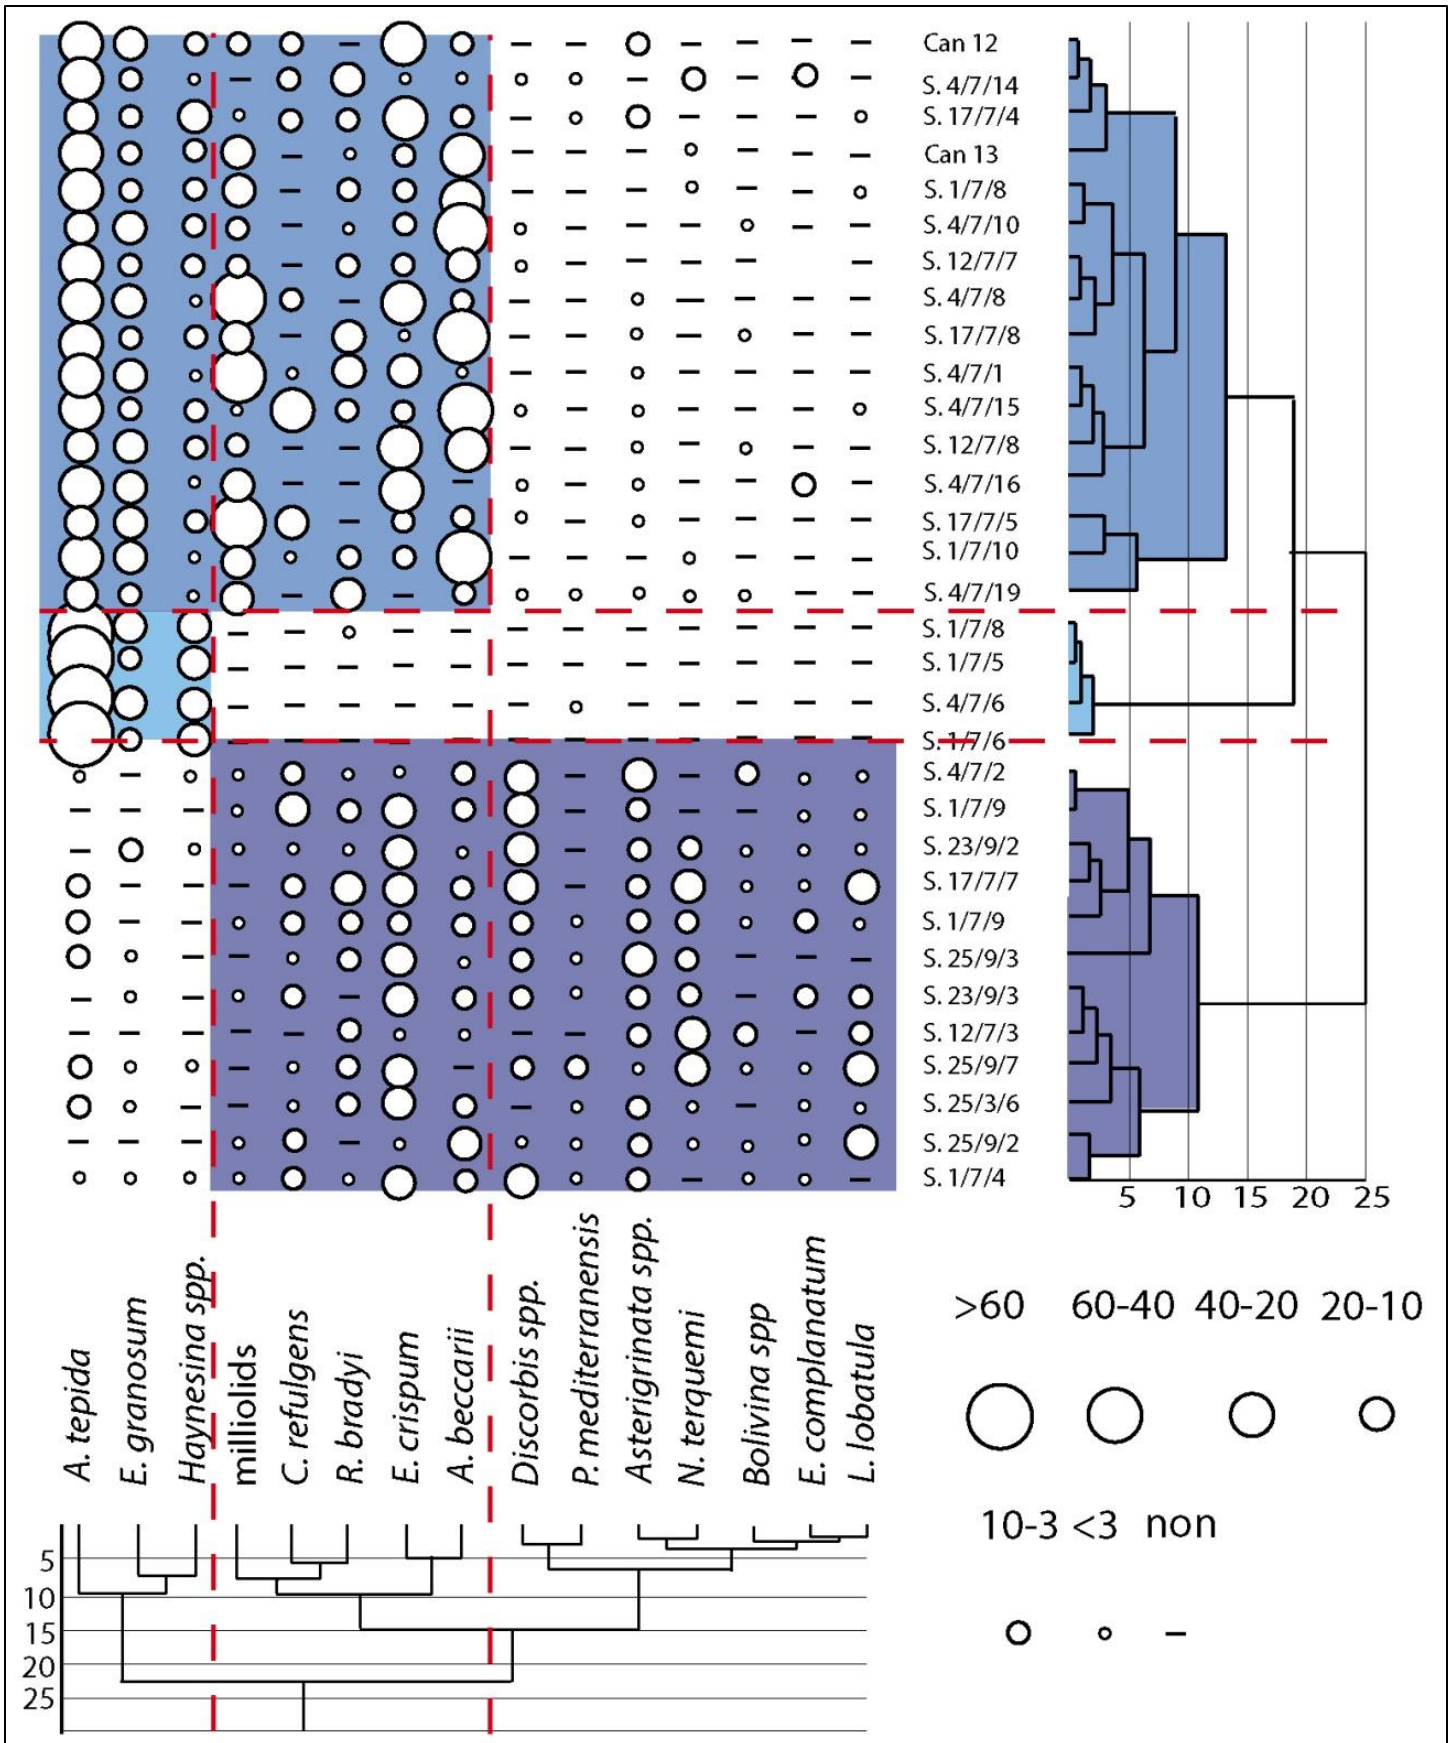 Can 12
S. 4/7/14
S. 17/7/4
Can 13
S. 1/7/8
S. 4/7/10
S. 12/7/7
S. 4/7/8
S. 17/7/8
S. 4/7/1
S. 4/7/15
S. 12/7/8
S. 4/7/16
S. 17/7/5
S. 1/7/10
S. 4/7/19
S. 1/7/8
S. 1/7/5
S. 4/7/6
S. 1/7/6
S. 4/7/2
S. 1/7/9
S. 23/9/2
S. 17/7/7
S. 1/7/9
S. 25/9/3
S. 23/9/3
S. 12/7/3
S. 25/9/7
S. 25/3/6
S. 25/9/2
S. 1/7/4
5 10 15 20 25
A. tepida
E. granosum
Haynesina spp.
milliolids
C. refulgens
R. bradyi
E. crispum
A. beccarii
Discorbis spp.
P. mediterranensis
Asterigrinata spp.
N. terquemi
Bolivina spp
E. complanatum
L. lobatula
>60 60-40 40-20 20-10
10-3 <3 non
5
10
15
20
25